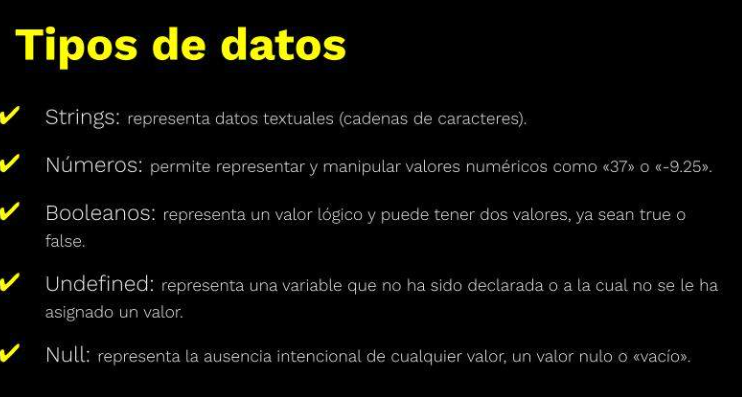 Tipos de datos
Strings: representa datos textuales (cadenas de caracteres).
Números: permite representar y manipular valores numéricos como «37» o «-9.25».
Booleanos: representa un valor lógico y puede tener dos valores, ya sean true o
false.
Undefined: representa una variable que no ha sido declarada o a la cual no se le ha
asignado un valor.
Null: representa la ausencia intencional de cualquier valor, un valor nulo o «vacío».